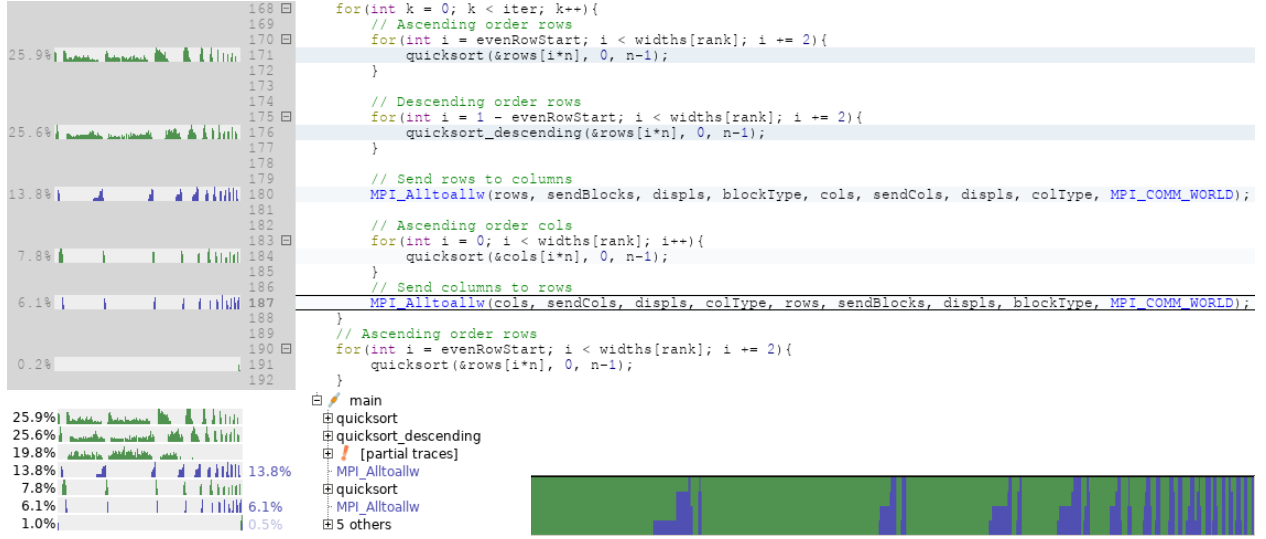 168 for(int k = 0; k < iter; k++){
169 // Ascending order rows
170 for(int i = evenRowStart; i < widths[rank]; i += 2){
25.9% 171 quicksort(&rows[i*n], 0, n-1);
172 }
173
174 // Descending order rows
175 for(int i = 1 - evenRowStart; i < widths[rank]; i += 2){
25.6% 176 quicksort_descending(&rows[i*n], 0, n-1);
177 }
178
179 // Send rows to columns
13.8% 180 MPI_Alltoallw(rows, sendBlocks, displs, blockType, cols, sendCols, displs, colType, MPI_COMM_WORLD);
181
182 // Ascending order cols
183 for(int i = 0; i < widths[rank]; i++){
7.8% 184 quicksort(&cols[i*n], 0, n-1);
185 }
186 // Send columns to rows
6.1% 187 MPI_Alltoallw(cols, sendCols, displs, colType, rows, sendBlocks, displs, blockType, MPI_COMM_WORLD);
188 }
189 // Ascending order rows
190 for(int i = evenRowStart; i < widths[rank]; i += 2){
0.2% 191 quicksort(&rows[i*n], 0, n-1);
192 }
main
25.9% quicksort
25.6% quicksort_descending
19.8% [partial traces]
13.8% 13.8% MPI_Alltoallw
7.8% quicksort
6.1% 6.1% MPI_Alltoallw
1.0% 0.5% 5 others